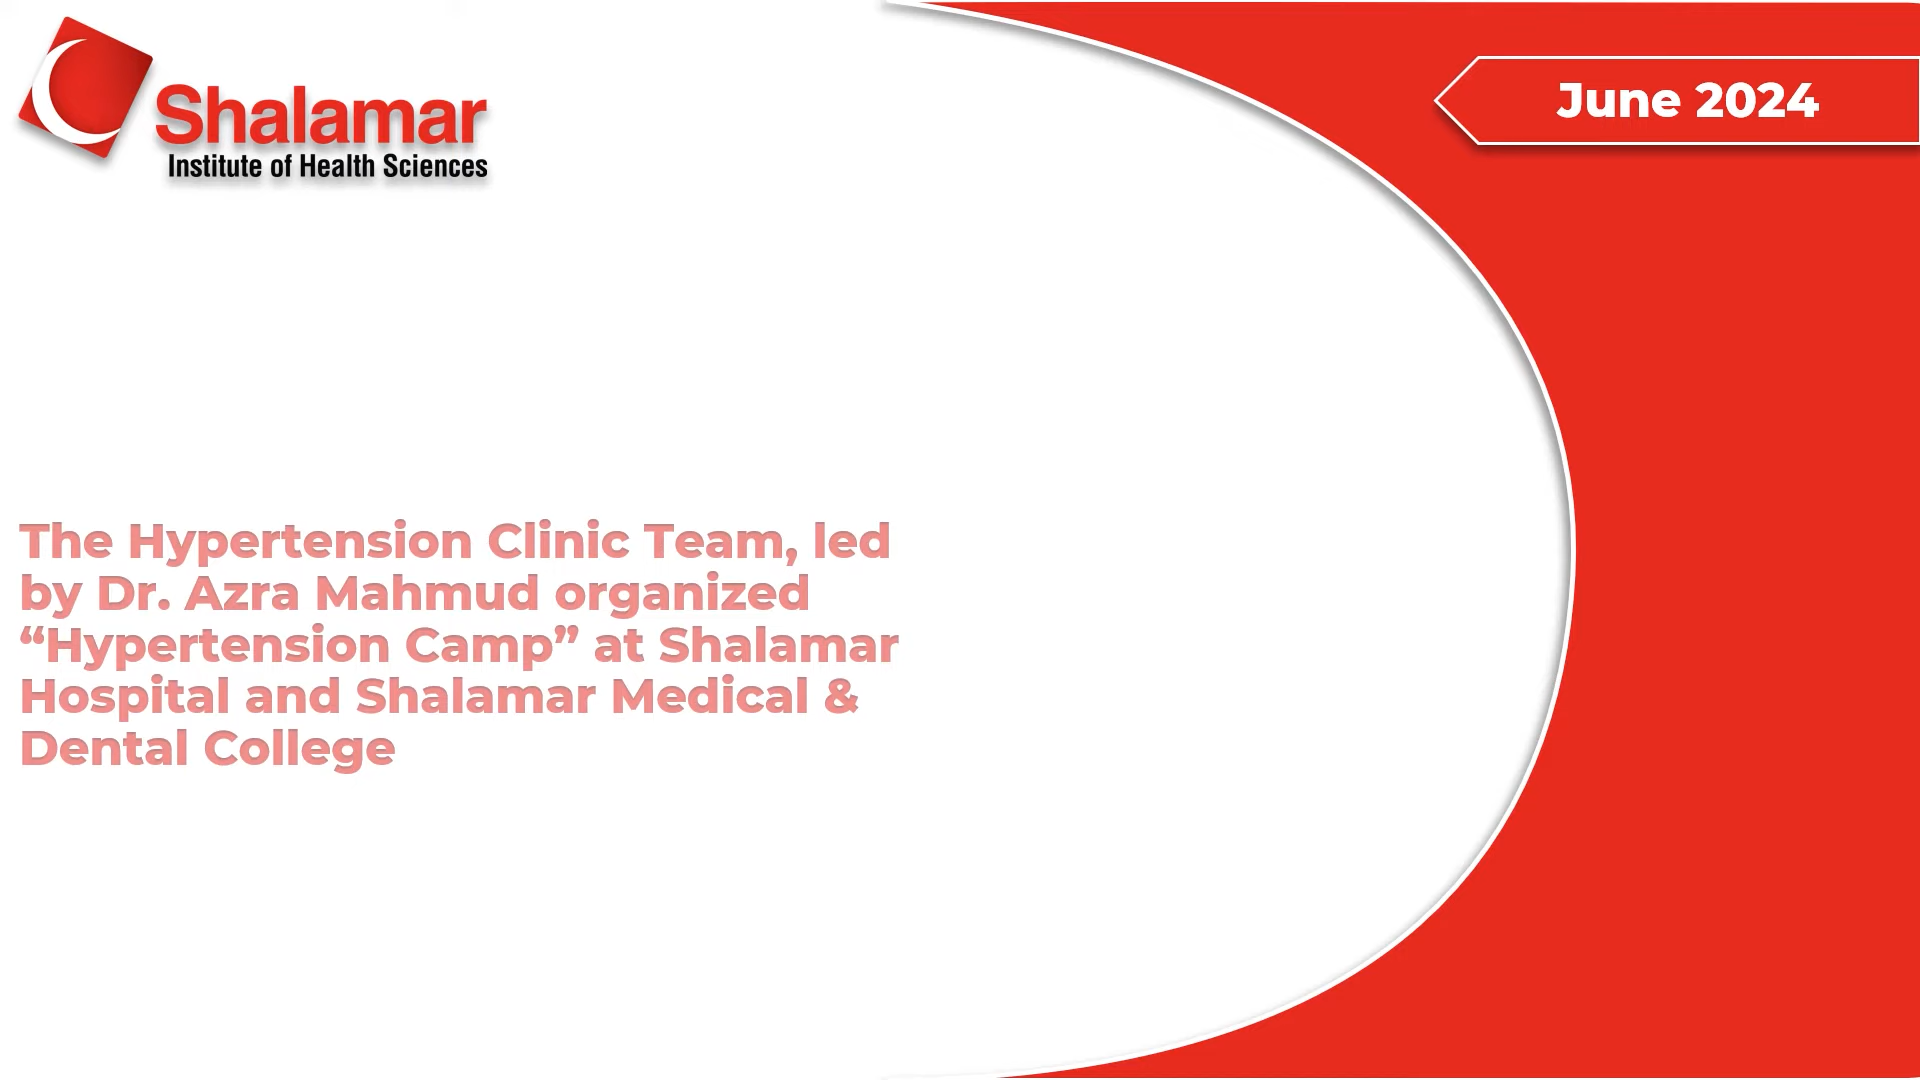 Shalamar
Institute of Health Sciences
June 2024
The Hypertension Clinic Team, led
by Dr. Azra Mahmud organized
“Hypertension Camp” at Shalamar
Hospital and Shalamar Medical &
Dental College